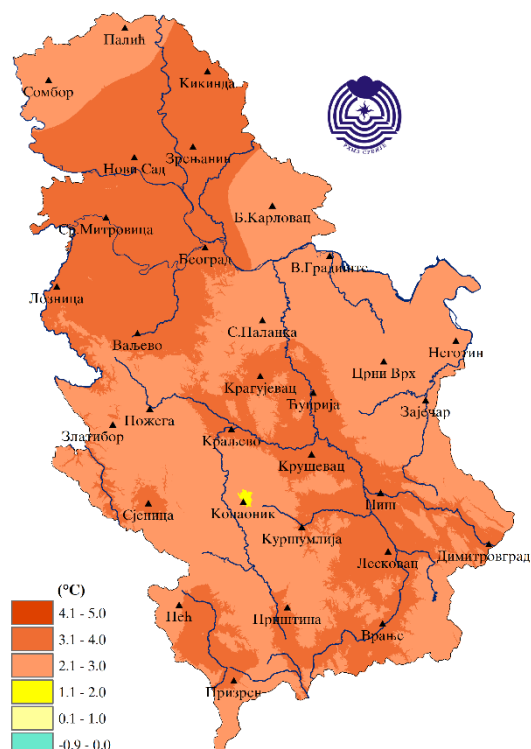 Палић
Сомбор
Кикинда
Зрењанин
Нови Сад
Б.Карловац
Ср.Митровица
Београд
В.Градиште
Лозница
С.Паланка
Ваљево
Неготин
Црни Врх
Крагујевац
Ћуприја
Зајечар
Пожега
Златибор
Краљево
Крушевац
Ниш
Сјеница
Копаоник
Куршумлија
Димитровград
Лесковац
(°C)
4.1 - 5.0
3.1 - 4.0
2.1 - 3.0
1.1 - 2.0
0.1 - 1.0
-0.9 - 0.0
Пећ
Приштина
Врање
Призрен